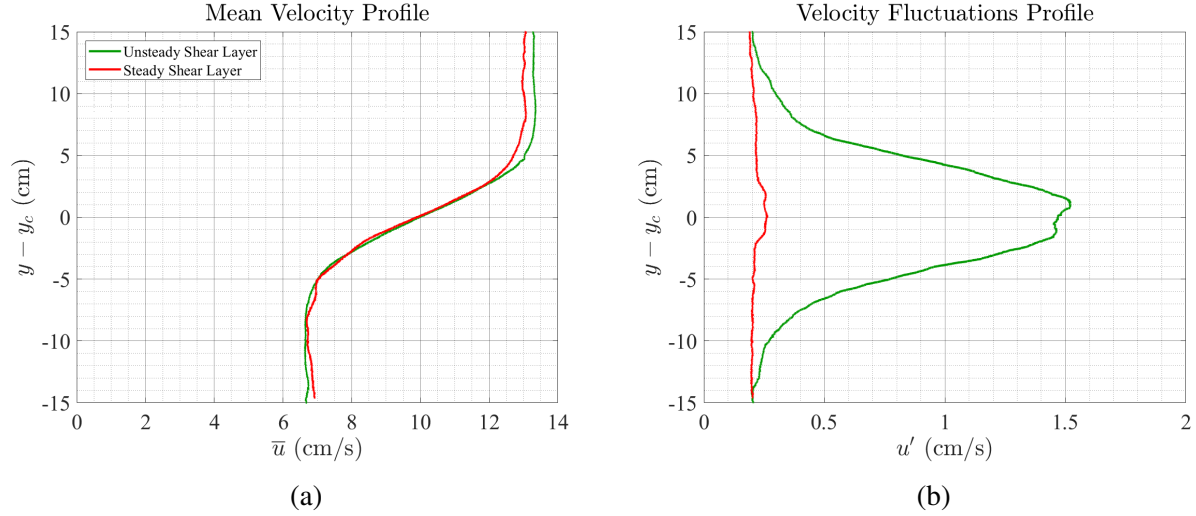 Mean Velocity Profile
15
10
5
0
-5
-10
-15
y − y_c (cm)
Unsteady Shear Layer
Steady Shear Layer
0 2 4 6 8 10 12 14
u̅ (cm/s)
(a)
Velocity Fluctuations Profile
15
10
5
0
-5
-10
-15
y − y_c (cm)
0 0.5 1 1.5 2
u′ (cm/s)
(b)